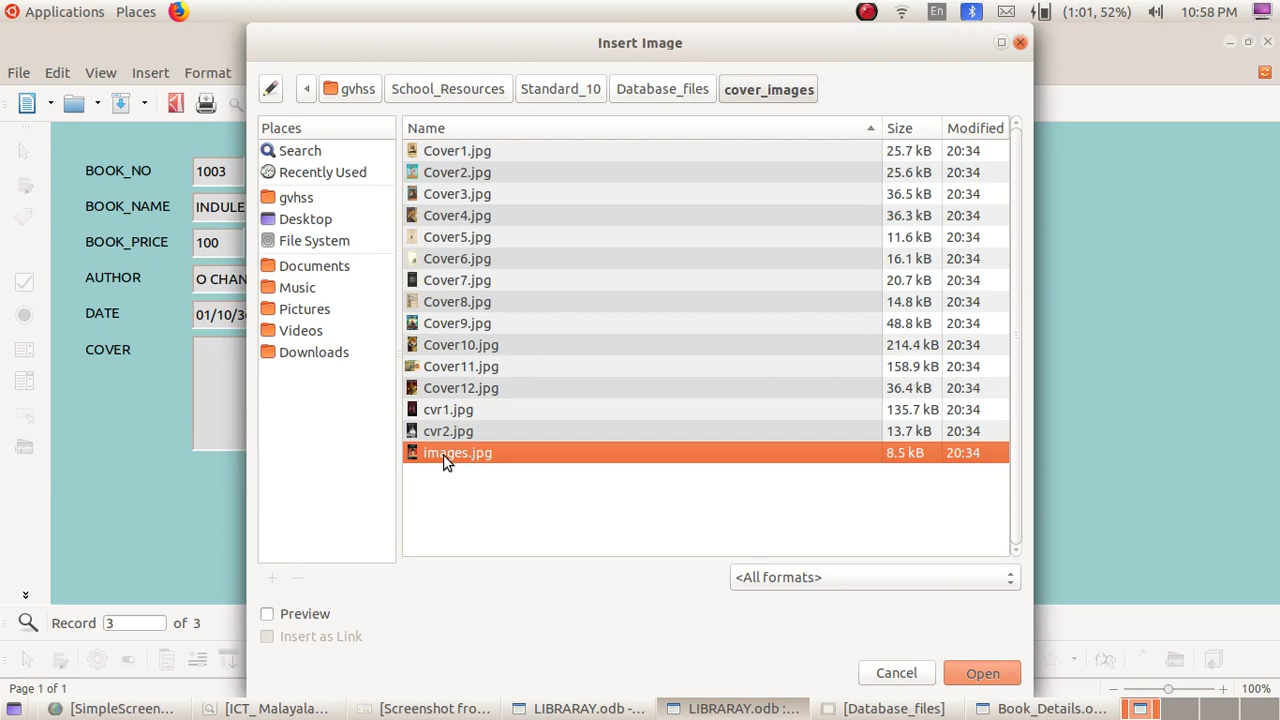 Applications Places En (1:01, 52%) 10:58 PM
Insert Image
File Edit View Insert Format
gvhss School_Resources Standard_10 Database_files cover_images
Places Name Size Modified
Search Cover1.jpg 25.7 kB 20:34
Recently Used Cover2.jpg 25.6 kB 20:34
Cover3.jpg 36.5 kB 20:34
gvhss
Desktop Cover4.jpg 36.3 kB 20:34
File System Cover5.jpg 11.6 kB 20:34
Documents Cover6.jpg 16.1 kB 20:34
Music Cover7.jpg 20.7 kB 20:34
Pictures Cover8.jpg 14.8 kB 20:34
Videos Cover9.jpg 48.8 kB 20:34
Downloads Cover10.jpg 214.4 kB 20:34
Cover11.jpg 158.9 kB 20:34
Cover12.jpg 36.4 kB 20:34
cvr1.jpg 135.7 kB 20:34
cvr2.jpg 13.7 kB 20:34
images.jpg 8.5 kB 20:34
BOOK_NO 1003
BOOK_NAME INDULE
BOOK_PRICE 100
AUTHOR O CHAN
DATE 01/10/3
COVER
<All formats>
Preview
Insert as Link
Cancel Open
Record 3 of 3
Page 1 of 1 100%
[SimpleScreen... [ICT_Malayala... [Screenshot fro... LIBRARAY.odb -... LIBRARAY.odb :... [Database_files] Book_Details.o...